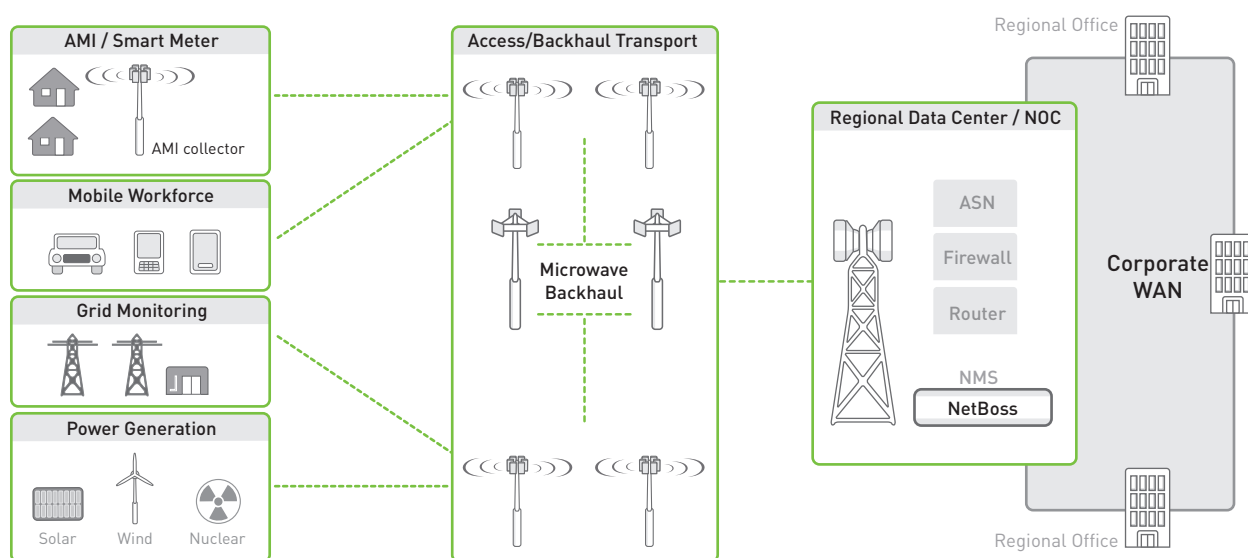 AMI / Smart Meter
AMI collector
Mobile Workforce
Grid Monitoring
Power Generation
Solar
Wind
Nuclear
Access/Backhaul Transport
Microwave
Backhaul
Regional Data Center / NOC
ASN
Firewall
Router
NMS
NetBoss
Regional Office
Corporate
WAN
Regional Office